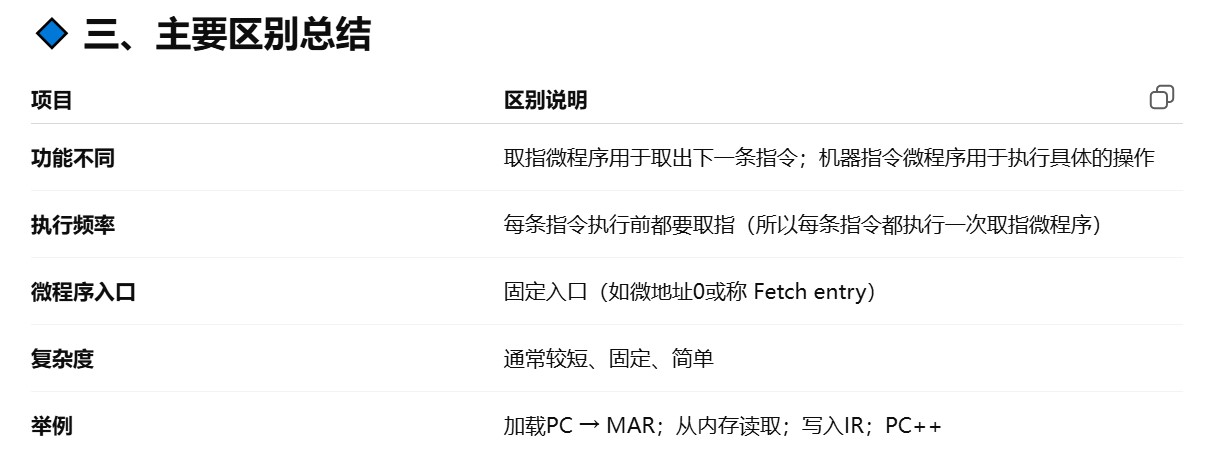 三、主要区别总结
项目 区别说明
功能不同 取指微程序用于取出下一条指令；机器指令微程序用于执行具体的操作
执行频率 每条指令执行前都要取指（所以每条指令都执行一次取指微程序）
微程序入口 固定入口（如微地址0或称 Fetch entry）
复杂度 通常较短、固定、简单
举例 加载PC → MAR；从内存读取；写入IR；PC++